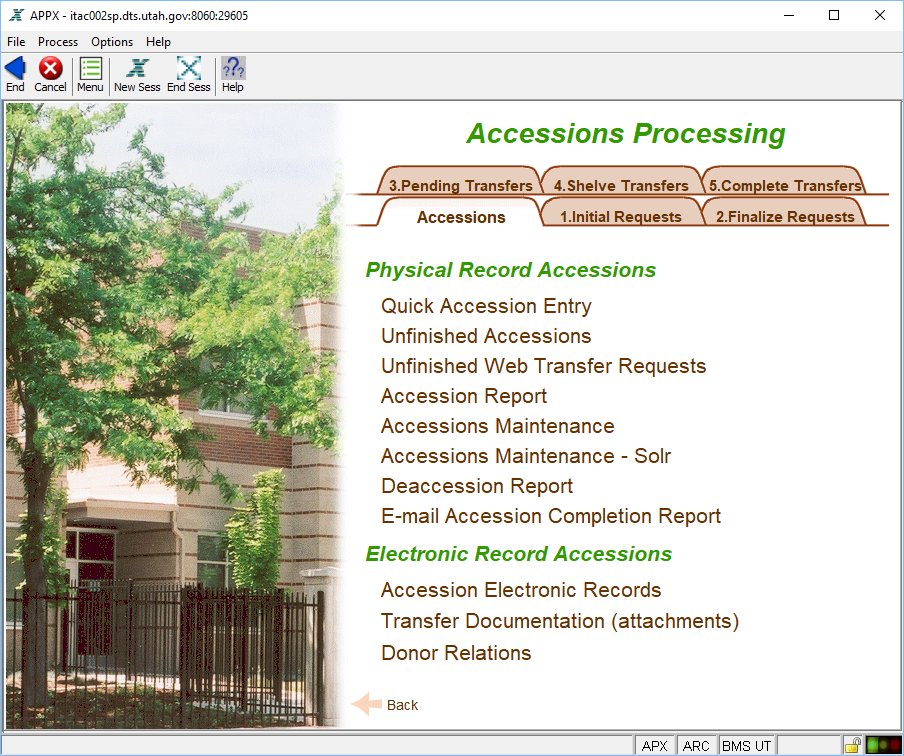 APPX - itac002sp.dts.utah.gov:8060:29605
File Process Options Help
End Cancel Menu New Sess End Sess Help
Accessions Processing
3.Pending Transfers 4.Shelve Transfers 5.Complete Transfers
Accessions 1.Initial Requests 2.Finalize Requests
Physical Record Accessions
Quick Accession Entry
Unfinished Accessions
Unfinished Web Transfer Requests
Accession Report
Accessions Maintenance
Accessions Maintenance - Solr
Deaccession Report
E-mail Accession Completion Report
Electronic Record Accessions
Accession Electronic Records
Transfer Documentation (attachments)
Donor Relations
Back
APX ARC BMS UT